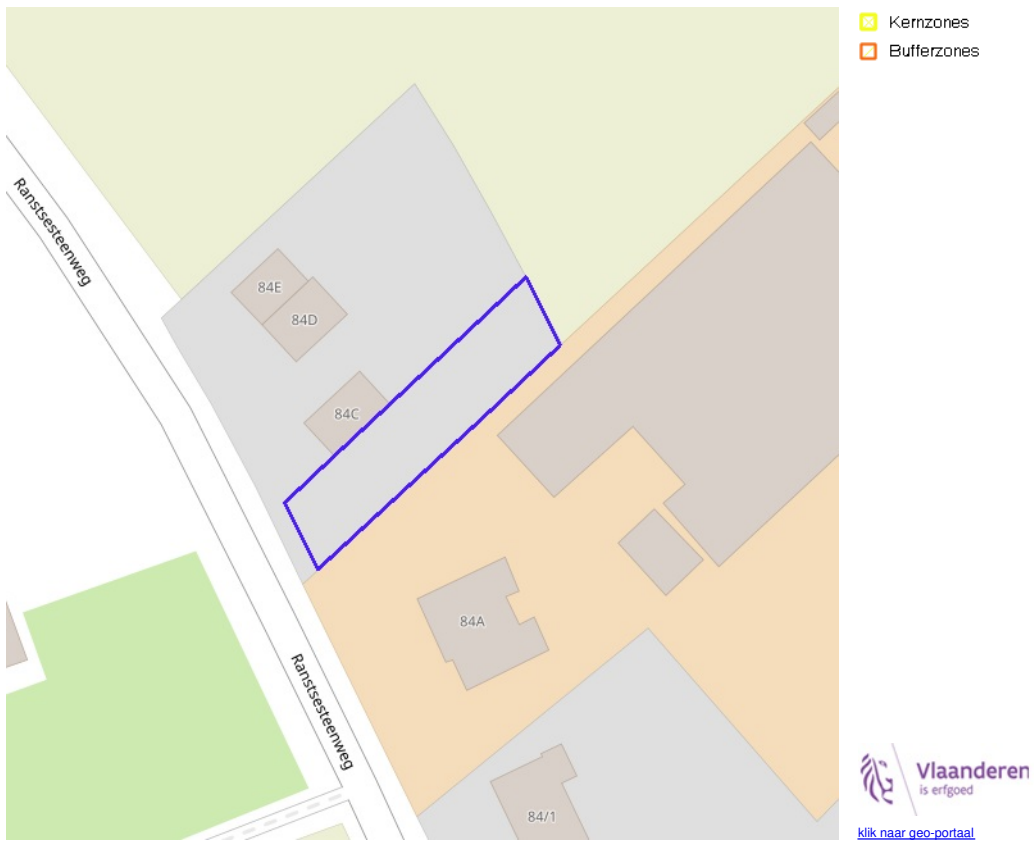 Kernzones
Bufferzones
Ranstsesteenweg
84E
84D
84C
84A
Ranstsesteenweg
84/1
Vlaanderen
is erfgoed
klik naar geo-portaal